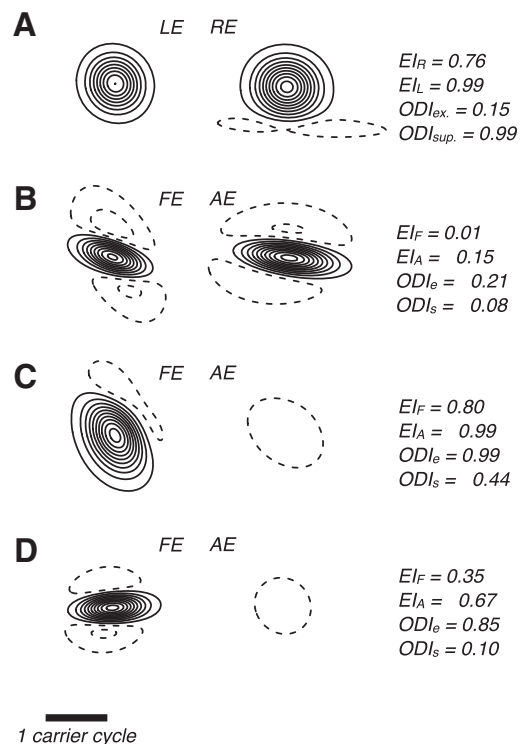 A LE RE
EIR = 0.76
EIL = 0.99
ODIex. = 0.15
ODIsup. = 0.99
B FE AE
EIF = 0.01
EIA = 0.15
ODIe = 0.21
ODIs = 0.08
C FE AE
EIF = 0.80
EIA = 0.99
ODIe = 0.99
ODIs = 0.44
D FE AE
EIF = 0.35
EIA = 0.67
ODIe = 0.85
ODIs = 0.10
1 carrier cycle